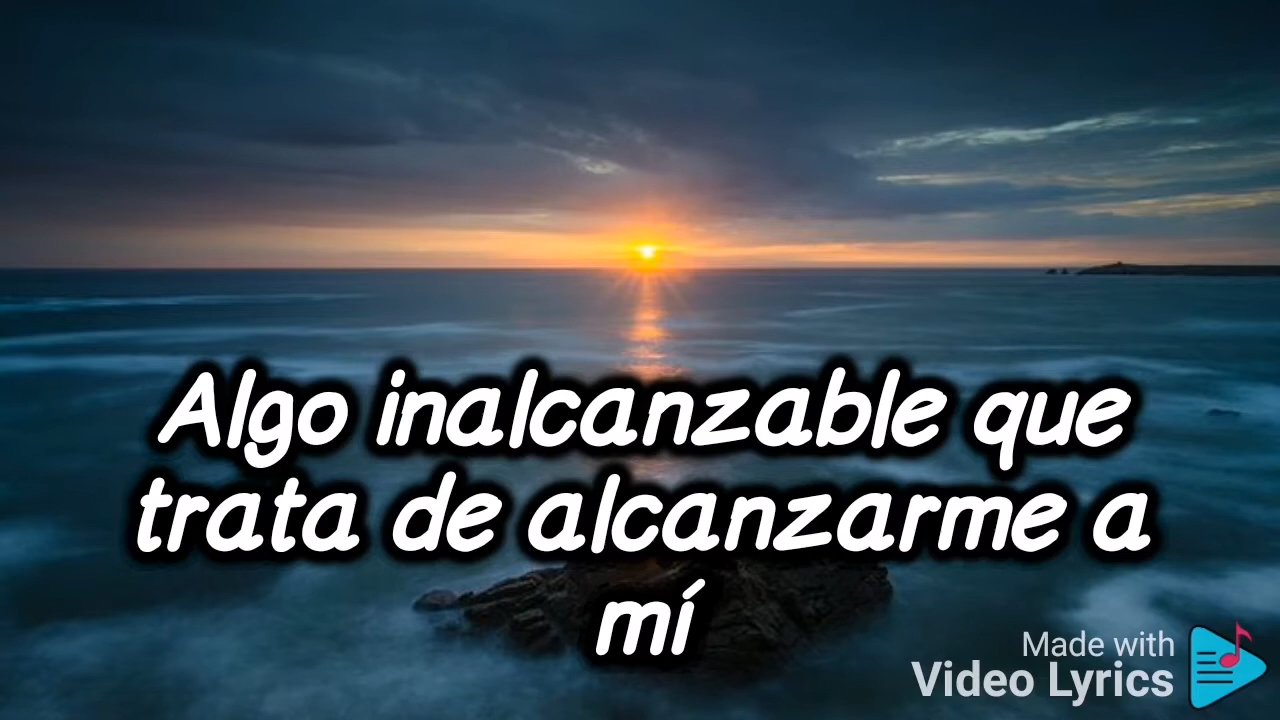 Algo inalcanzable que
trata de alcanzarme a
mí
Made with
Video Lyrics